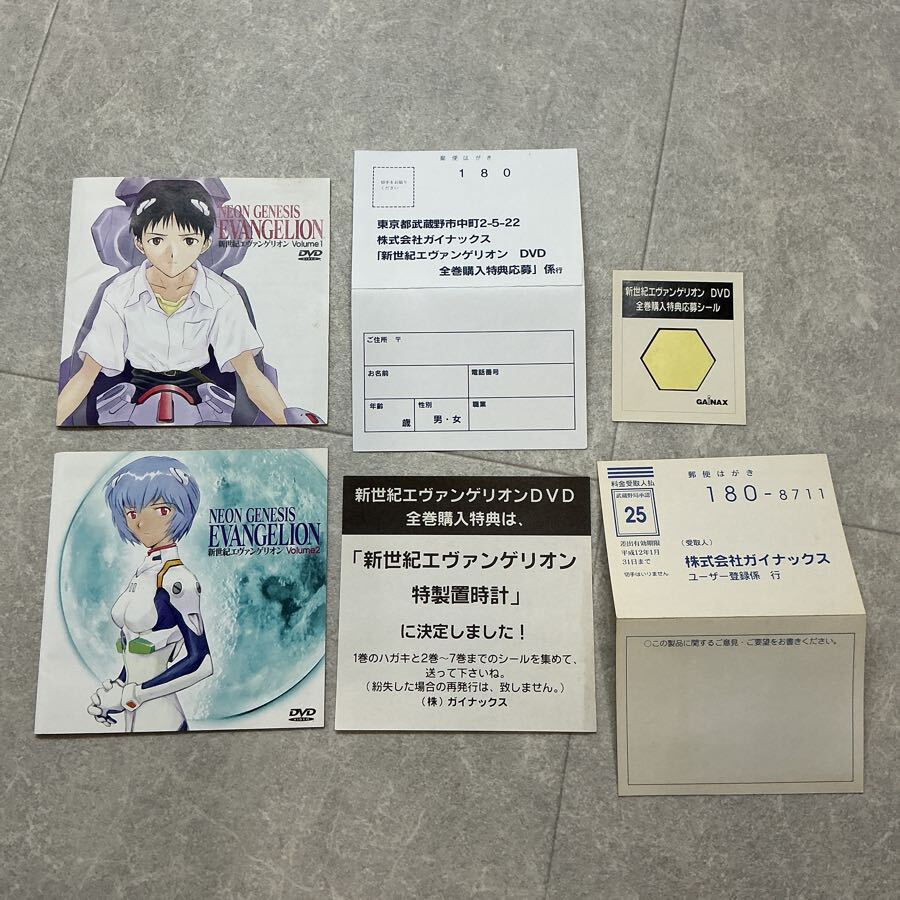 NEON GENESIS
EVANGELION
新世紀エヴァンゲリオン Volume 1
DVD
VIDEO
郵便はがき
切手をお貼り
ください
180
東京都武蔵野市中町2-5-22
株式会社ガイナックス
「新世紀エヴァンゲリオン DVD
全巻購入特典応募」係行
ご住所 〒
お名前
電話番号
年齢
歳
性別
男・女
職業
新世紀エヴァンゲリオン DVD
全巻購入特典応募シール
GAINAX
NEON GENESIS
EVANGELION
新世紀エヴァンゲリオン Volume2
DVD
VIDEO
新世紀エヴァンゲリオンDVD
全巻購入特典は、
「新世紀エヴァンゲリオン
特製置時計」
に決定しました!
1巻のハガキと2巻〜7巻までのシールを集めて、
送って下さいね。
(紛失した場合の再発行は、致しません。)
(株)ガイナックス
郵便はがき
料金受取人払
武蔵野局承認
25
差出有効期限
平成12年1月
31日まで
切手はいりません
180-8711
(受取人)
株式会社ガイナックス
ユーザー登録係 行
○この製品に関するご意見・ご要望をお書きください。